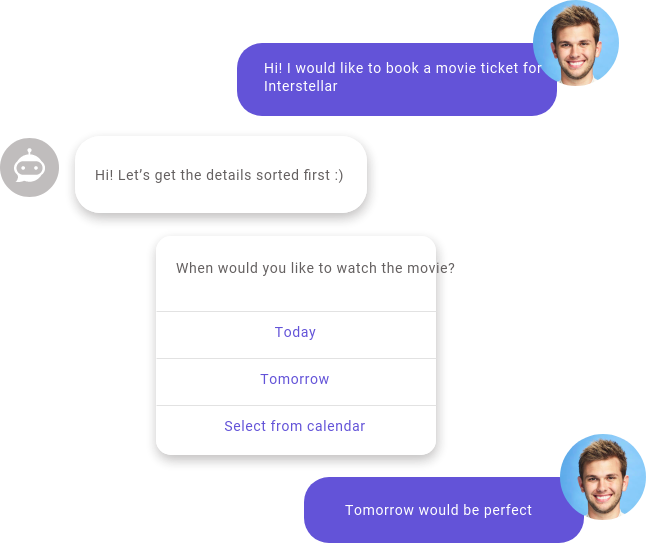 Hi! I would like to book a movie ticket for
Interstellar
Hi! Let’s get the details sorted first :)
When would you like to watch the movie?
Today
Tomorrow
Select from calendar
Tomorrow would be perfect